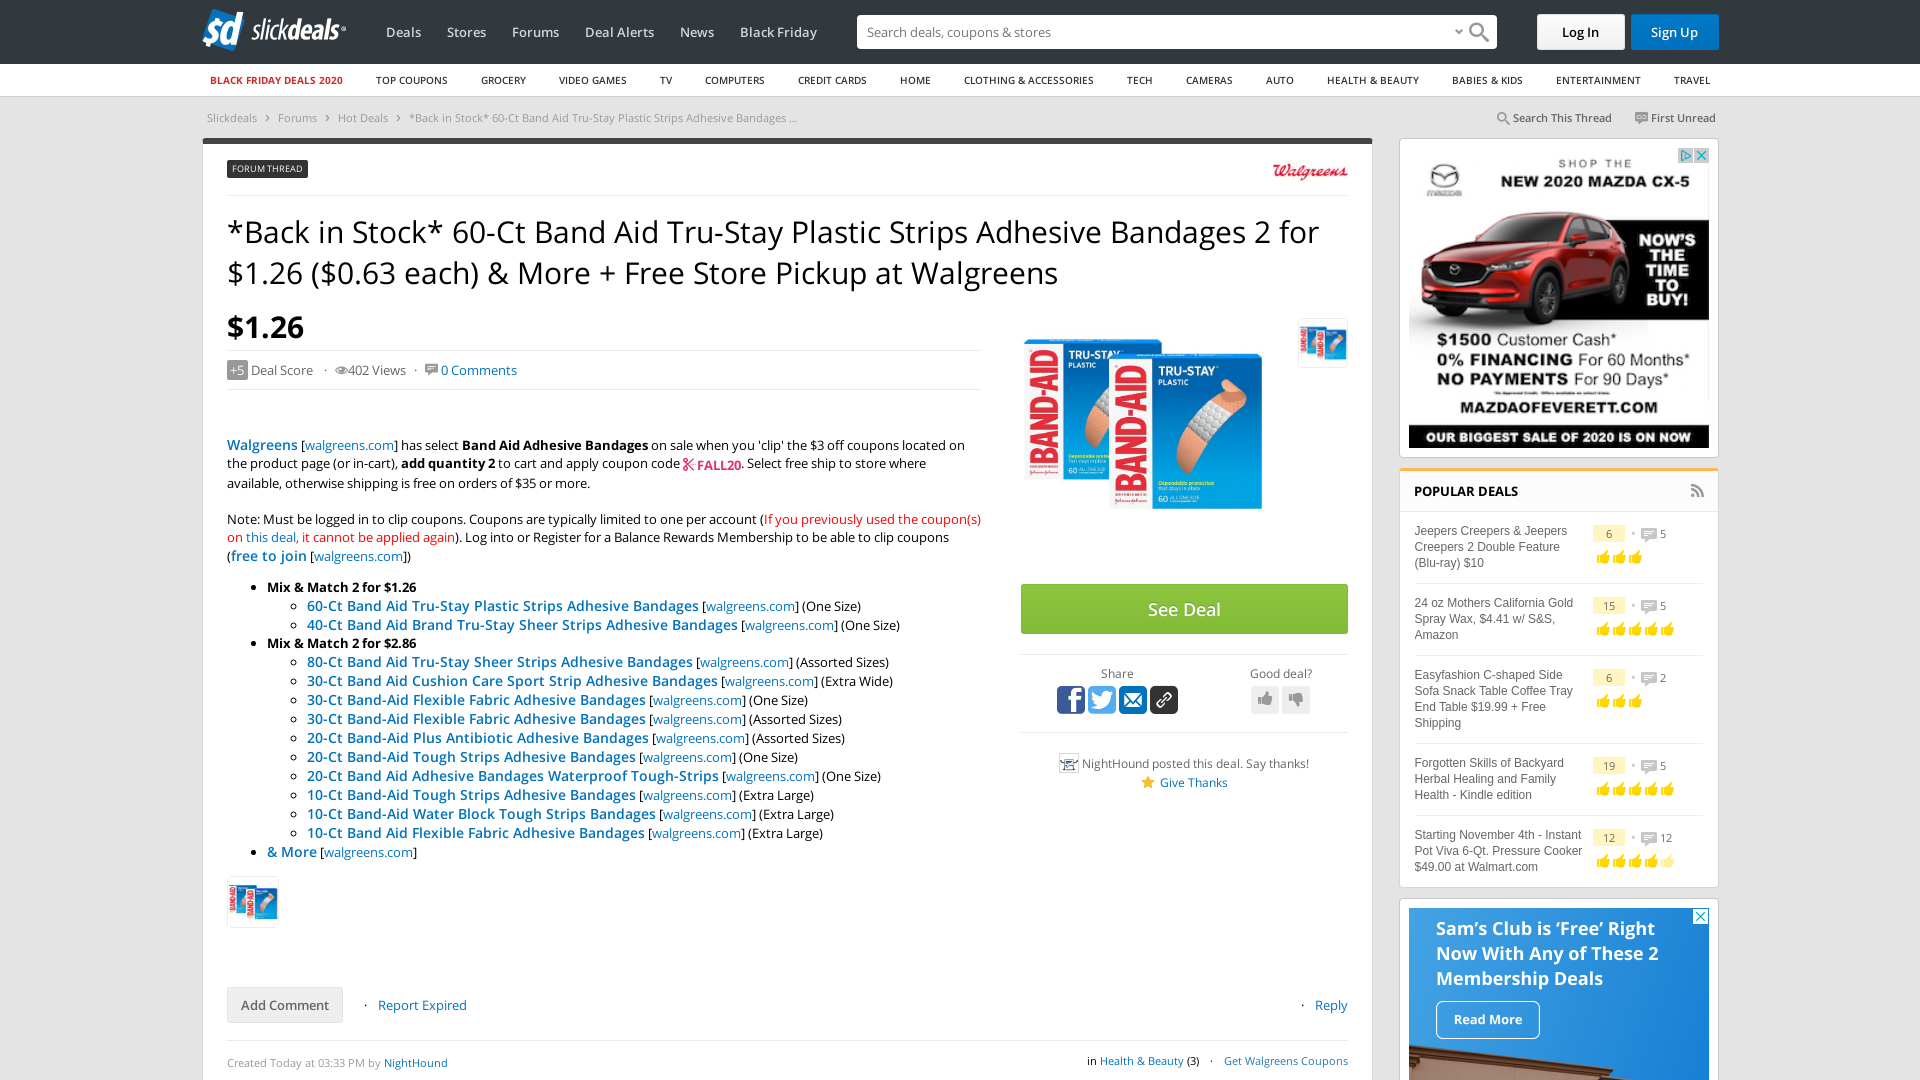 slickdeals
Deals Stores Forums Deal Alerts News Black Friday
Search deals, coupons & stores
Log In Sign Up
BLACK FRIDAY DEALS 2020 TOP COUPONS GROCERY VIDEO GAMES TV COMPUTERS CREDIT CARDS HOME CLOTHING & ACCESSORIES TECH CAMERAS AUTO HEALTH & BEAUTY BABIES & KIDS ENTERTAINMENT TRAVEL
Slickdeals › Forums › Hot Deals › *Back in Stock* 60-Ct Band Aid Tru-Stay Plastic Strips Adhesive Bandages ...
Search This Thread First Unread
FORUM THREAD
Walgreens
*Back in Stock* 60-Ct Band Aid Tru-Stay Plastic Strips Adhesive Bandages 2 for
$1.26 ($0.63 each) & More + Free Store Pickup at Walgreens
$1.26
+5 Deal Score · 402 Views · 0 Comments
Walgreens [walgreens.com] has select Band Aid Adhesive Bandages on sale when you 'clip' the $3 off coupons located on
the product page (or in-cart), add quantity 2 to cart and apply coupon code FALL20. Select free ship to store where
available, otherwise shipping is free on orders of $35 or more.
Note: Must be logged in to clip coupons. Coupons are typically limited to one per account (If you previously used the coupon(s)
on this deal, it cannot be applied again). Log into or Register for a Balance Rewards Membership to be able to clip coupons
(free to join [walgreens.com])
Mix & Match 2 for $1.26
60-Ct Band Aid Tru-Stay Plastic Strips Adhesive Bandages [walgreens.com] (One Size)
40-Ct Band Aid Brand Tru-Stay Sheer Strips Adhesive Bandages [walgreens.com] (One Size)
Mix & Match 2 for $2.86
80-Ct Band Aid Tru-Stay Sheer Strips Adhesive Bandages [walgreens.com] (Assorted Sizes)
30-Ct Band Aid Cushion Care Sport Strip Adhesive Bandages [walgreens.com] (Extra Wide)
30-Ct Band-Aid Flexible Fabric Adhesive Bandages [walgreens.com] (One Size)
30-Ct Band-Aid Flexible Fabric Adhesive Bandages [walgreens.com] (Assorted Sizes)
20-Ct Band-Aid Plus Antibiotic Adhesive Bandages [walgreens.com] (Assorted Sizes)
20-Ct Band-Aid Tough Strips Adhesive Bandages [walgreens.com] (One Size)
20-Ct Band Aid Adhesive Bandages Waterproof Tough-Strips [walgreens.com] (One Size)
10-Ct Band-Aid Tough Strips Adhesive Bandages [walgreens.com] (Extra Large)
10-Ct Band-Aid Water Block Tough Strips Bandages [walgreens.com] (Extra Large)
10-Ct Band Aid Flexible Fabric Adhesive Bandages [walgreens.com] (Extra Large)
& More [walgreens.com]
BAND-AID
TRU-STAY
PLASTIC
BAND-AID
TRU-STAY
PLASTIC
60
60
See Deal
Share Good deal?
NightHound posted this deal. Say thanks!
Give Thanks
Add Comment · Report Expired
· Reply
Created Today at 03:33 PM by NightHound
in Health & Beauty (3) · Get Walgreens Coupons
SHOP THE
NEW 2020 MAZDA CX-5
mazda
NOW'S
THE
TIME
TO
BUY!
$1500 Customer Cash*
0% FINANCING For 60 Months*
NO PAYMENTS For 90 Days*
MAZDAOFEVERETT.COM
OUR BIGGEST SALE OF 2020 IS ON NOW
POPULAR DEALS
Jeepers Creepers & Jeepers
Creepers 2 Double Feature
(Blu-ray) $10
6 · 5
24 oz Mothers California Gold
Spray Wax, $4.41 w/ S&S,
Amazon
15 · 5
Easyfashion C-shaped Side
Sofa Snack Table Coffee Tray
End Table $19.99 + Free
Shipping
6 · 2
Forgotten Skills of Backyard
Herbal Healing and Family
Health - Kindle edition
19 · 5
Starting November 4th - Instant
Pot Viva 6-Qt. Pressure Cooker
$49.00 at Walmart.com
12 · 12
Sam's Club is 'Free' Right
Now With Any of These 2
Membership Deals
Read More